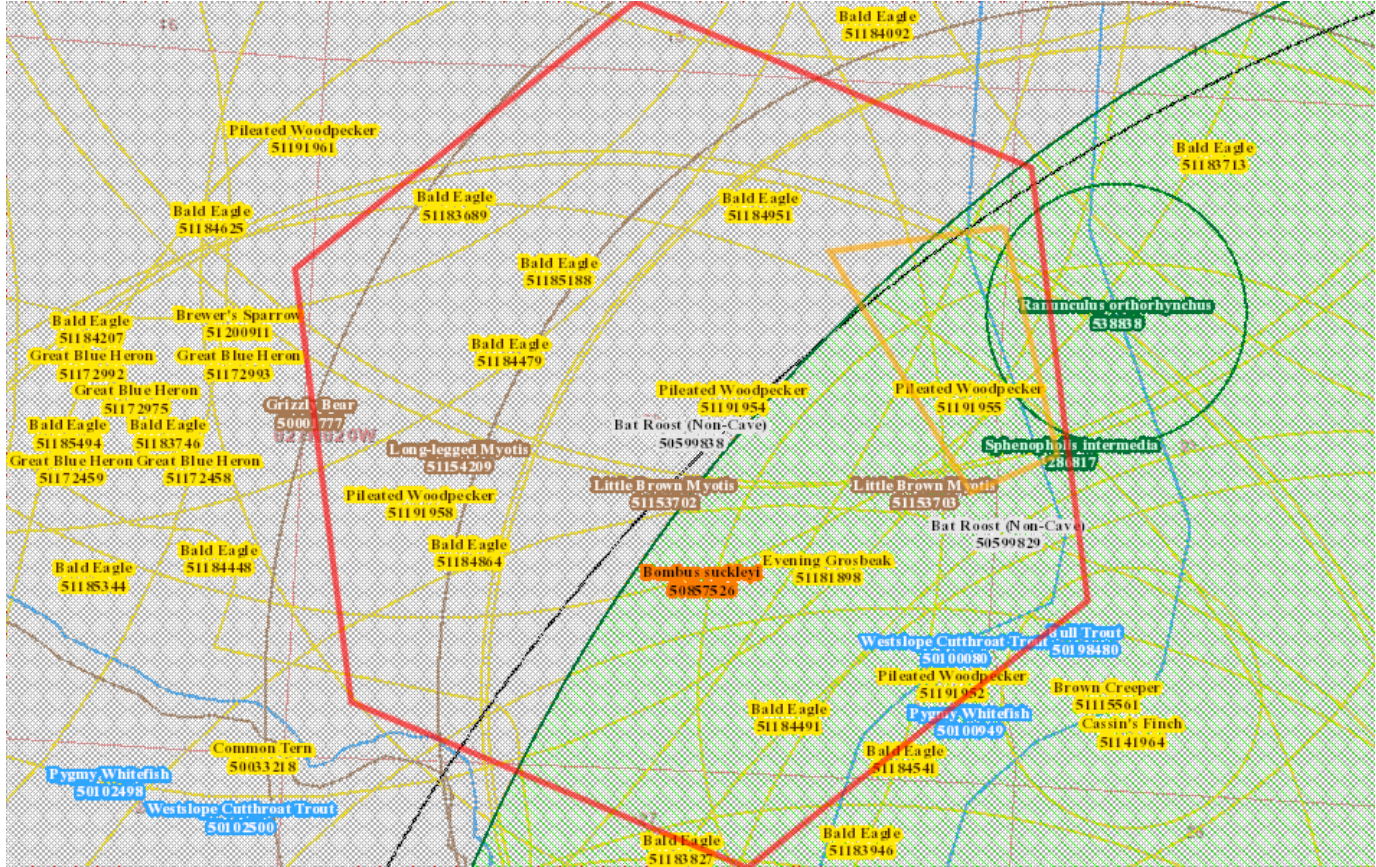 16
15
Bald Eagle
51184092
Pileated Woodpecker
51191961
Bald Eagle
51183713
Bald Eagle
51184625
Bald Eagle
51183689
Bald Eagle
51184951
Bald Eagle
51185188
Ranunculus orthorhynchus
538838
Bald Eagle
51184207
Brewer's Sparrow
51200911
Great Blue Heron
51172992
Great Blue Heron
51172993
Bald Eagle
51184479
Great Blue Heron
51172975
Pileated Woodpecker
51191954
Pileated Woodpecker
51191955
Grizzly Bear
Bald Eagle
51185494
Bald Eagle
51183746
Bat Roost (Non-Cave)
50599838
Long-legged Myotis
51154209
Sphenopholis intermedia
280817
23
Great Blue Heron
51172459
Great Blue Heron
51172458
Pileated Woodpecker
51191958
Little Brown Myotis
51153702
Little Brown Myotis
51153703
Bat Roost (Non-Cave)
50599829
Bald Eagle
51184448
Bald Eagle
51184864
Bald Eagle
51185344
Evening Grosbeak
51181898
Bombus suckleyi
50857526
Westslope Cutthroat Trout
50100080
Bull Trout
50198480
Pileated Woodpecker
51191952
Brown Creeper
51115561
Bald Eagle
51184491
Pygmy Whitefish
50100949
Cassin's Finch
51141964
Common Tern
50033218
Bald Eagle
51184541
Pygmy Whitefish
50102498
Westslope Cutthroat Trout
50102500
27
26
Bald Eagle
51183827
Bald Eagle
51183946